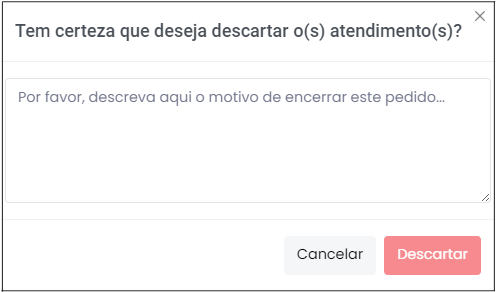 Tem certeza que deseja descartar o(s) atendimento(s)?
Por favor, descreva aqui o motivo de encerrar este pedido...
Cancelar
Descartar